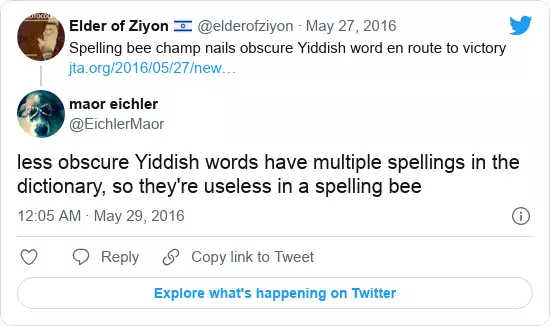 Elder of Ziyon 🇮🇱 @elderofziyon · May 27, 2016
Spelling bee champ nails obscure Yiddish word en route to victory
jta.org/2016/05/27/new…
maor eichler
@EichlerMaor
less obscure Yiddish words have multiple spellings in the
dictionary, so they're useless in a spelling bee
12:05 AM · May 29, 2016
Reply
Copy link to Tweet
Explore what's happening on Twitter